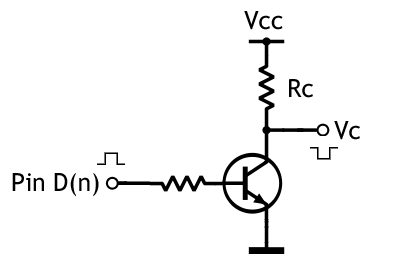 Vcc
Rc
Vc
Pin D(n)